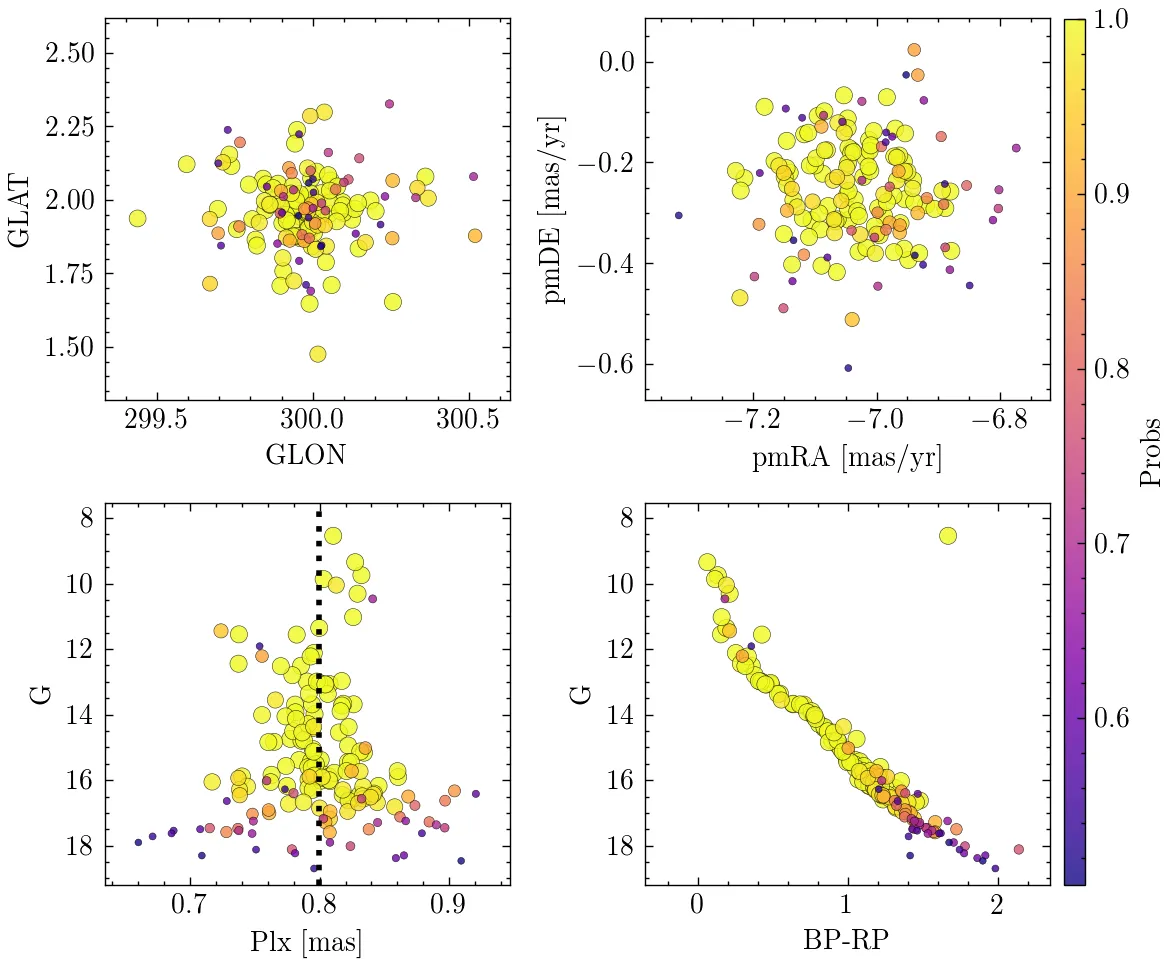 2.50
2.25
2.00
1.75
1.50
GLAT
299.5 300.0 300.5
GLON
0.0
−0.2
−0.4
−0.6
pmDE [mas/yr]
−7.2 −7.0 −6.8
pmRA [mas/yr]
8
10
12
14
16
18
G
0.7 0.8 0.9
Plx [mas]
8
10
12
14
16
18
G
0 1 2
BP-RP
1.0
0.9
0.8
0.7
0.6
Probs